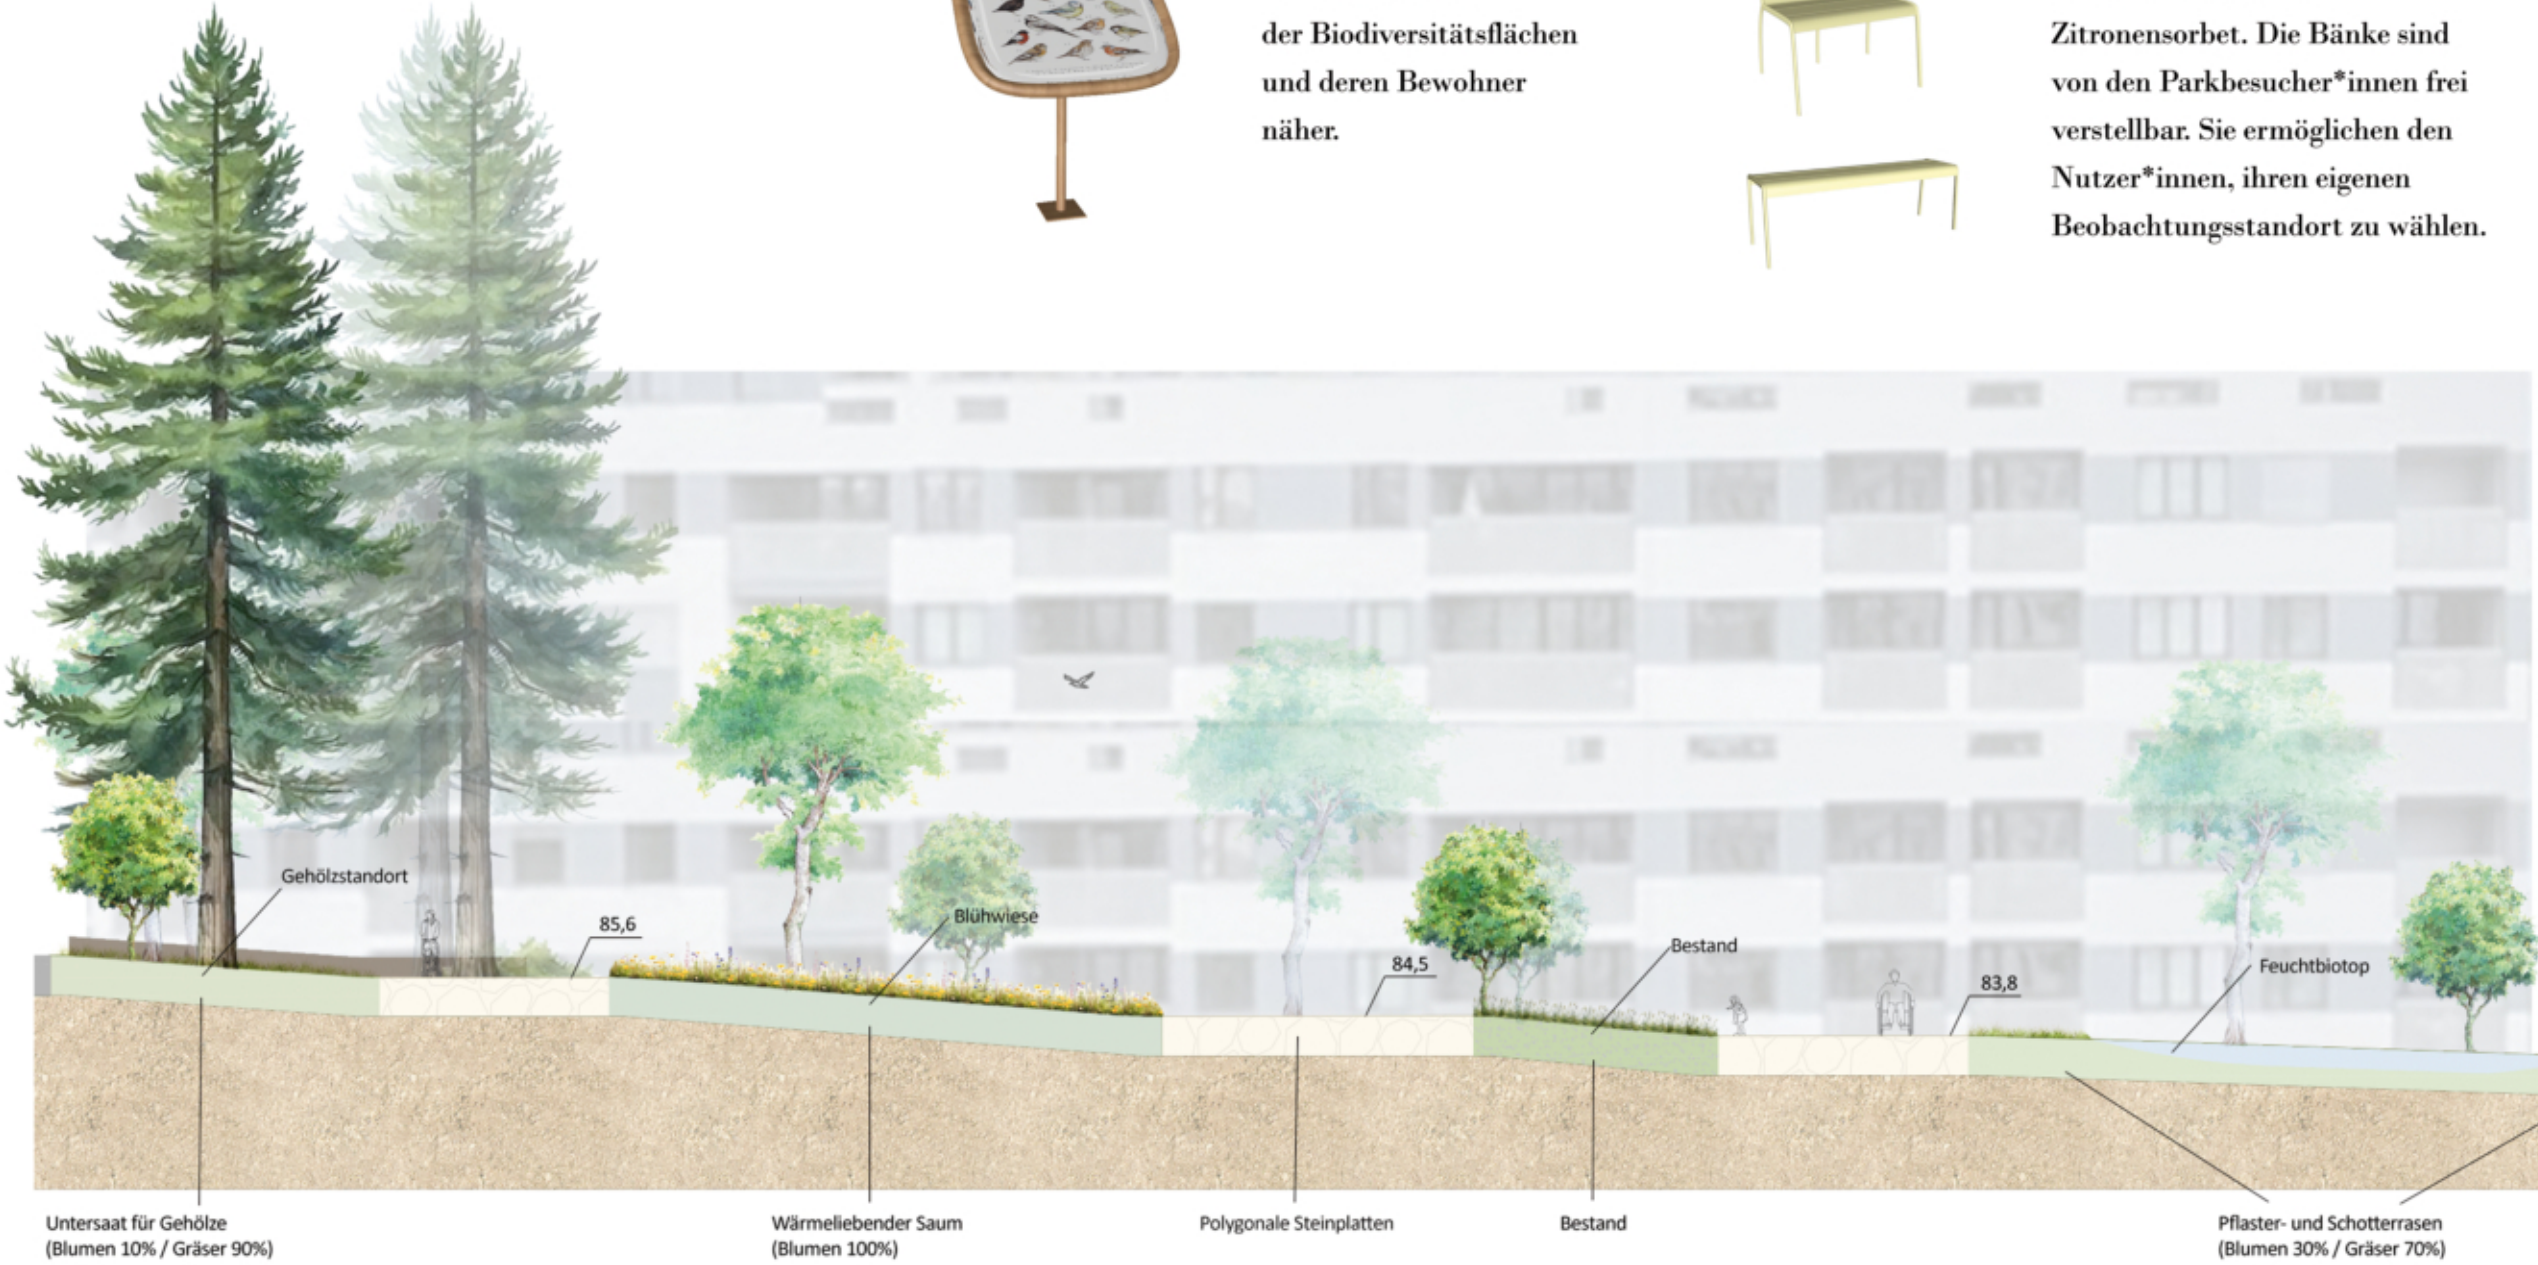 der Biodiversitätsflächen
und deren Bewohner
näher.
Zitronensorbet. Die Bänke sind
von den Parkbesucher*innen frei
verstellbar. Sie ermöglichen den
Nutzer*innen, ihren eigenen
Beobachtungsstandort zu wählen.
Gehölzstandort
85,6
Blühwiese
84,5
Bestand
83,8
Feuchtbiotop
Untersaat für Gehölze
(Blumen 10% / Gräser 90%)
Wärmeliebender Saum
(Blumen 100%)
Polygonale Steinplatten
Bestand
Pflaster- und Schotterrasen
(Blumen 30% / Gräser 70%)